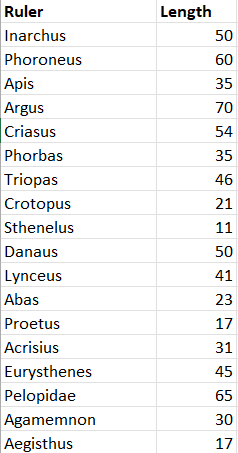 Ruler Length
Inarchus 50
Phoroneus 60
Apis 35
Argus 70
Criasus 54
Phorbas 35
Triopas 46
Crotopus 21
Sthenelus 11
Danaus 50
Lynceus 41
Abas 23
Proetus 17
Acrisius 31
Eurysthenes 45
Pelopidae 65
Agamemnon 30
Aegisthus 17